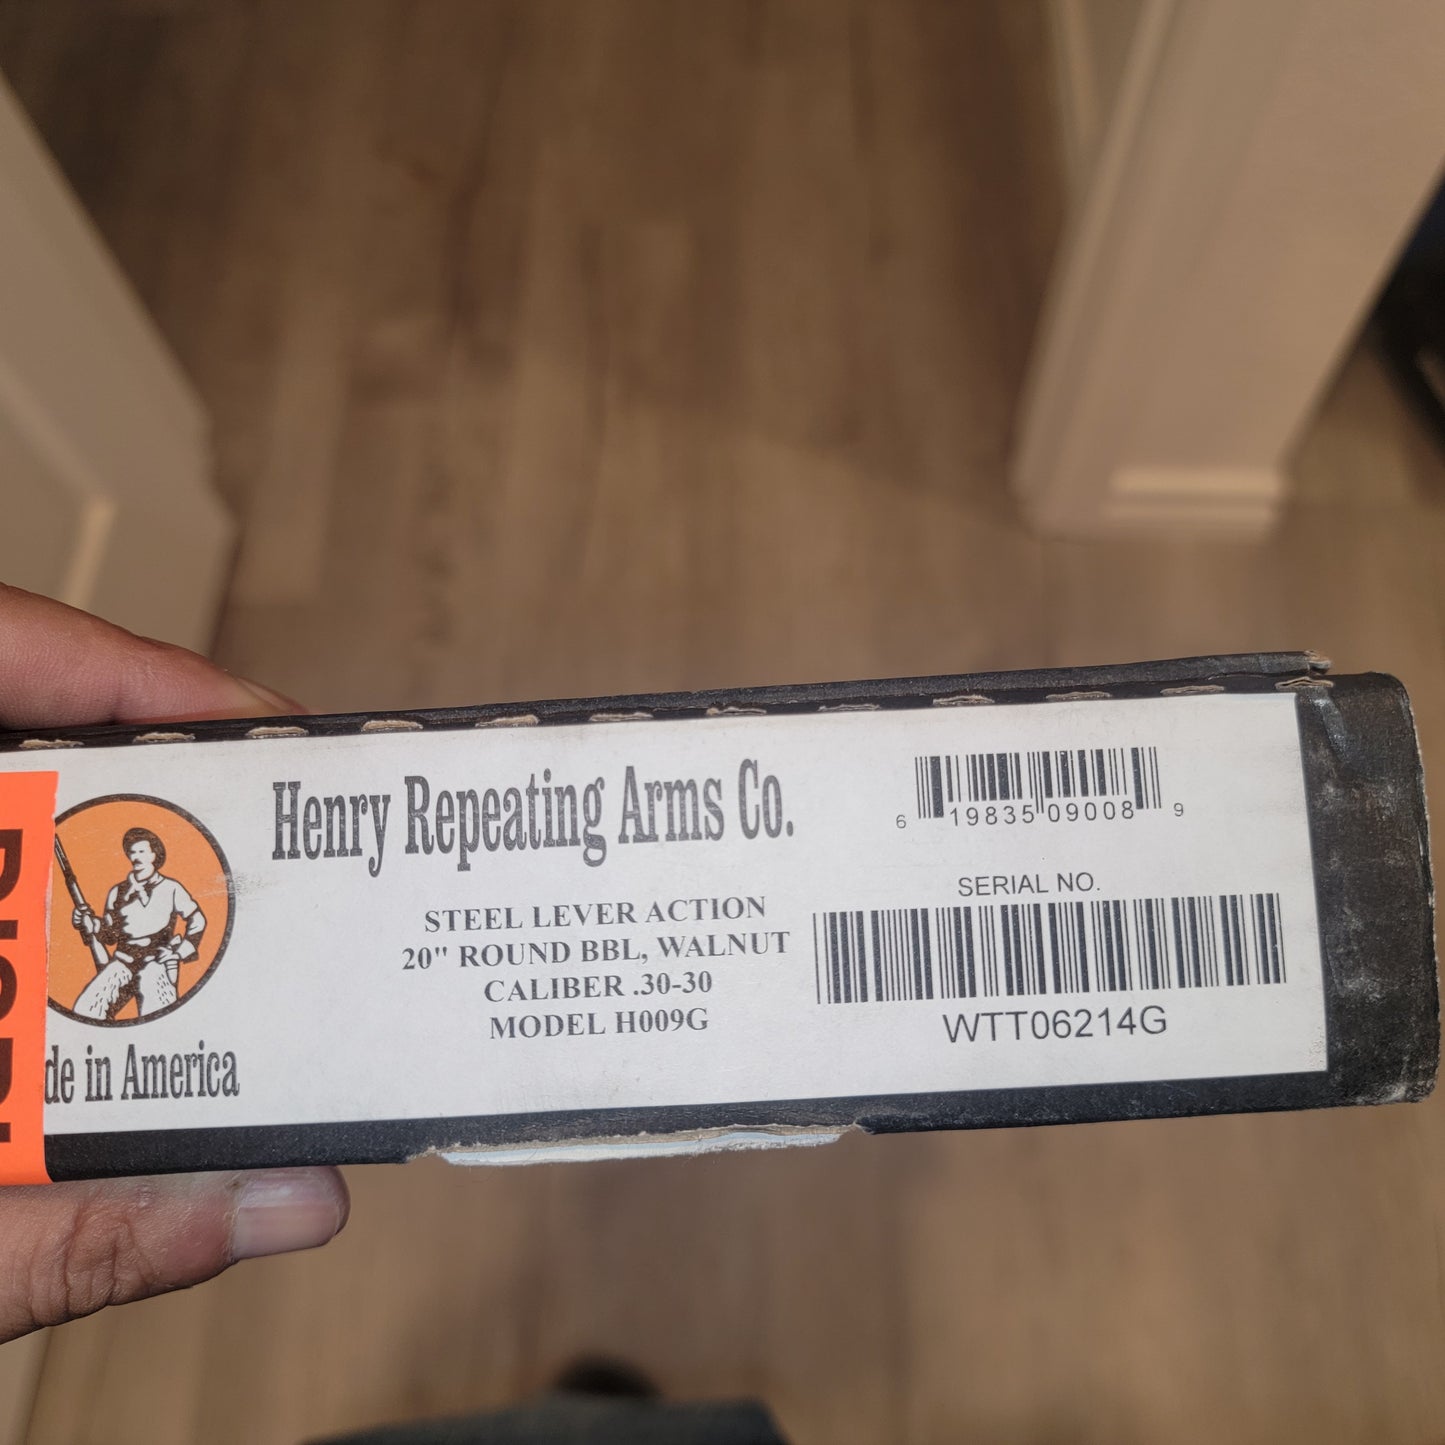 Henry Repeating Arms Co.
STEEL LEVER ACTION
20" ROUND BBL, WALNUT
CALIBER .30-30
MODEL H009G
de in America
6 19835 09008 9
SERIAL NO.
WTT06214G